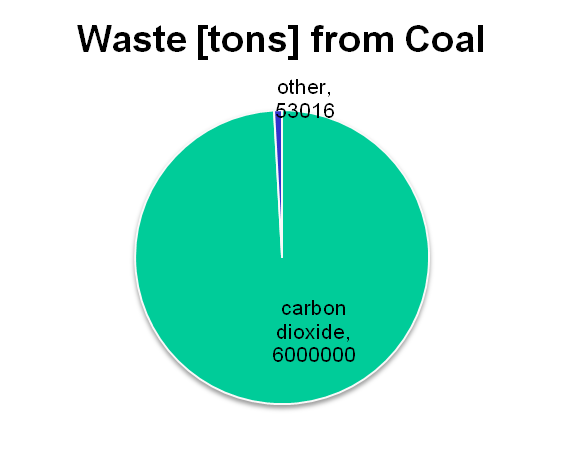 Waste [tons] from Coal
other,
53016
carbon
dioxide,
6000000